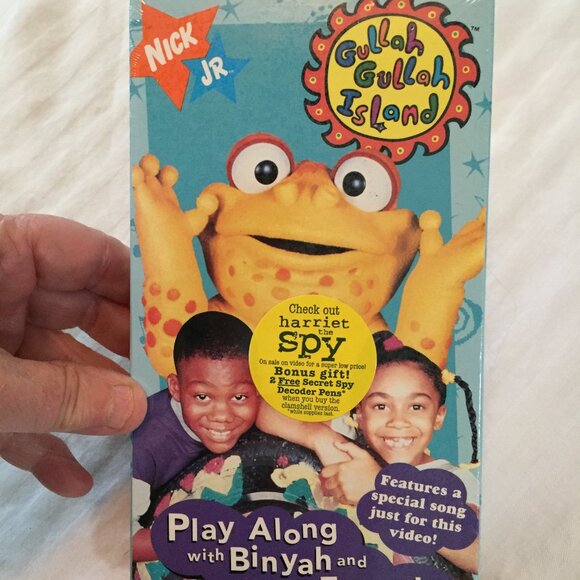 NICK
JR™
Gullah
Gullah
Island
TM
Check out
harriet
the
spy
On sale on video for a super low price!
Bonus gift!
2 Free Secret Spy
Decoder Pens*
when you buy the
clamshell version.
*while supplies last.
Features a
special song
just for this
video!
Play Along
with Binyah and